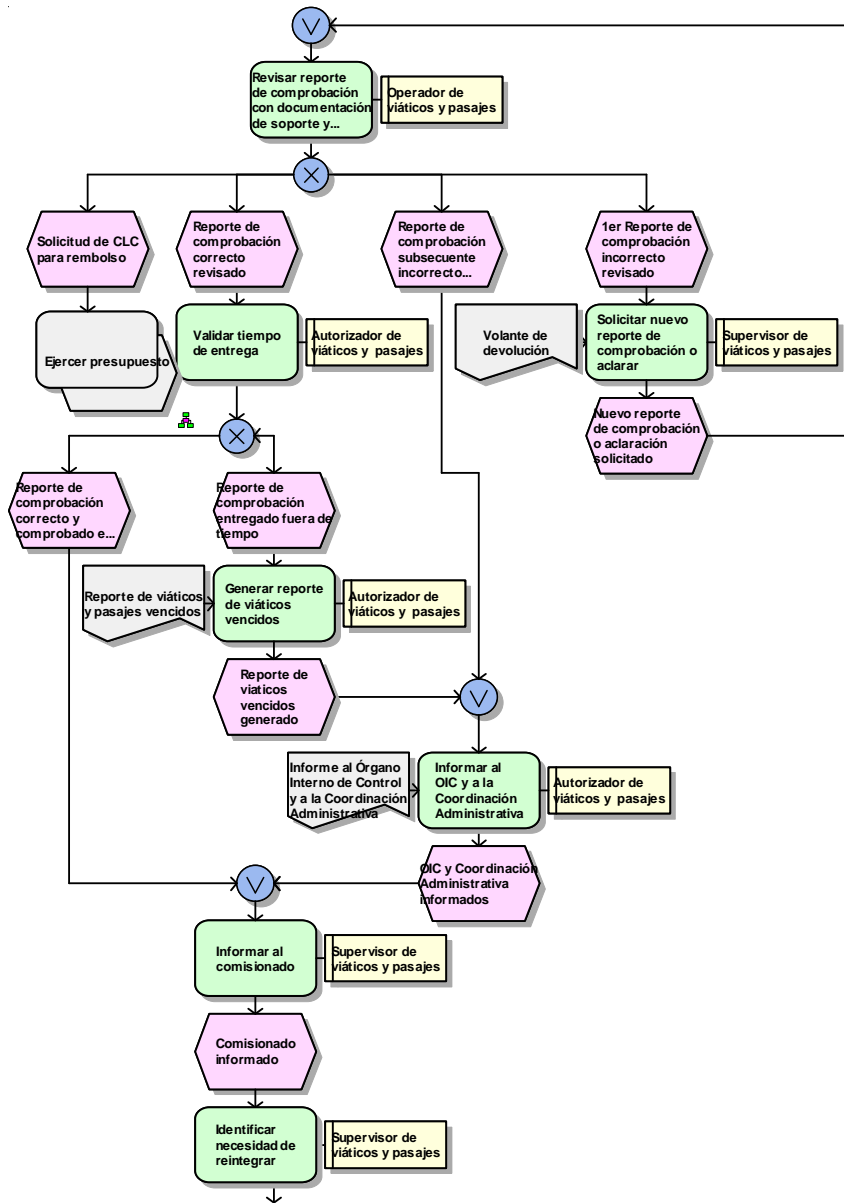 Revisar reporte
de comprobación
con documentación
de soporte y...
Operador de
viáticos y pasajes
Solicitud de CLC
para rembolso
Reporte de
comprobación
correcto
revisado
Reporte de
comprobación
subsecuente
incorrecto...
1er Reporte de
comprobación
incorrecto
revisado
Ejercer presupuesto
Validar tiempo
de entrega
Autorizador de
viáticos y pasajes
Volante de
devolución
Solicitar nuevo
reporte de
comprobación o
aclarar
Supervisor de
viáticos y pasajes
Nuevo reporte
de comprobación
o aclaración
solicitado
Reporte de
comprobación
correcto y
comprobado e...
Reporte de
comprobación
entregado fuera de
tiempo
Reporte de viáticos
y pasajes vencidos
Generar reporte
de viáticos
vencidos
Autorizador de
viáticos y pasajes
Reporte de
viaticos
vencidos
generado
Informe al Órgano
Interno de Control
y a la Coordinación
Administrativa
Informar al
OIC y a la
Coordinación
Administrativa
Autorizador de
viáticos y pasajes
OIC y Coordinación
Administrativa
informados
Informar al
comisionado
Supervisor de
viáticos y pasajes
Comisionado
informado
Identificar
necesidad de
reintegrar
Supervisor de
viáticos y pasajes